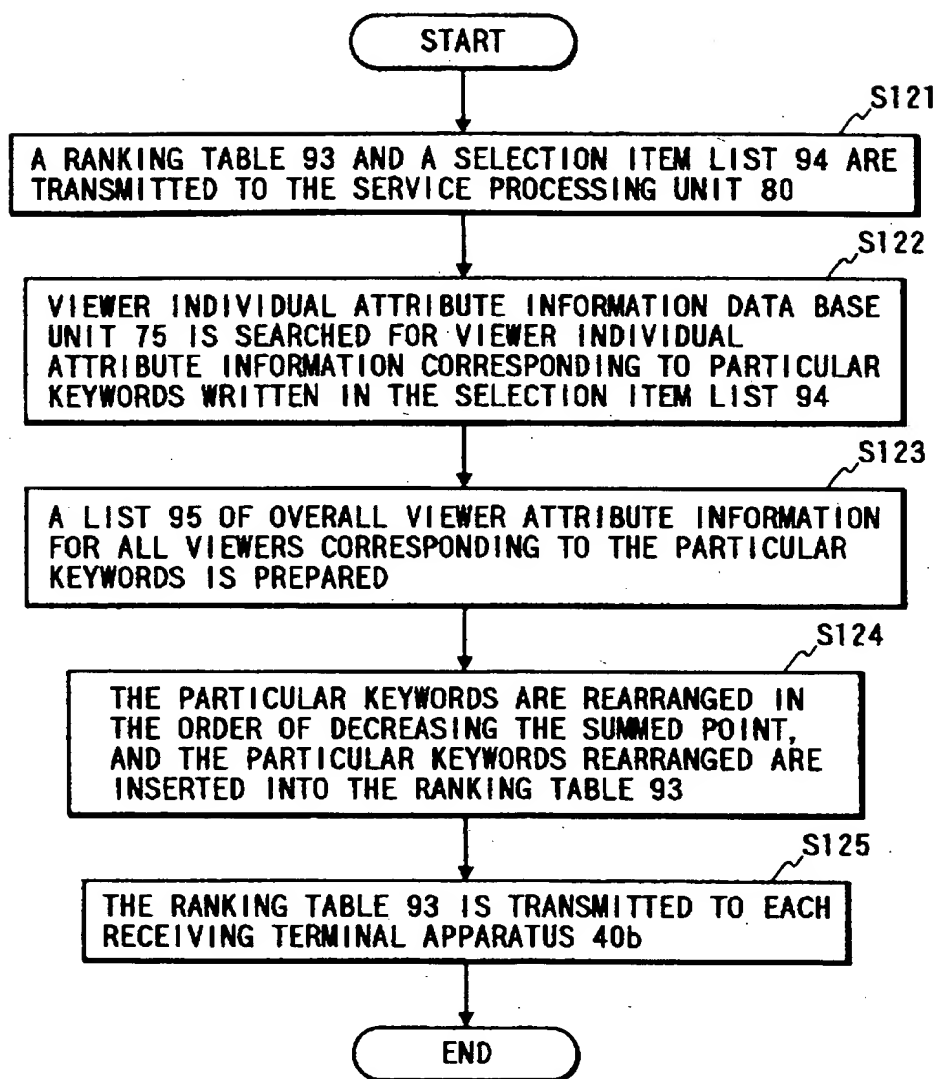 START
S121
A RANKING TABLE 93 AND A SELECTION ITEM LIST 94 ARE
TRANSMITTED TO THE SERVICE PROCESSING UNIT 80
S122
VIEWER INDIVIDUAL ATTRIBUTE INFORMATION DATA BASE
UNIT 75 IS SEARCHED FOR VIEWER INDIVIDUAL
ATTRIBUTE INFORMATION CORRESPONDING TO PARTICULAR
KEYWORDS WRITTEN IN THE SELECTION ITEM LIST 94
S123
A LIST 95 OF OVERALL VIEWER ATTRIBUTE INFORMATION
FOR ALL VIEWERS CORRESPONDING TO THE PARTICULAR
KEYWORDS IS PREPARED
S124
THE PARTICULAR KEYWORDS ARE REARRANGED IN
THE ORDER OF DECREASING THE SUMMED POINT,
AND THE PARTICULAR KEYWORDS REARRANGED ARE
INSERTED INTO THE RANKING TABLE 93
S125
THE RANKING TABLE 93 IS TRANSMITTED TO EACH
RECEIVING TERMINAL APPARATUS 40b
END